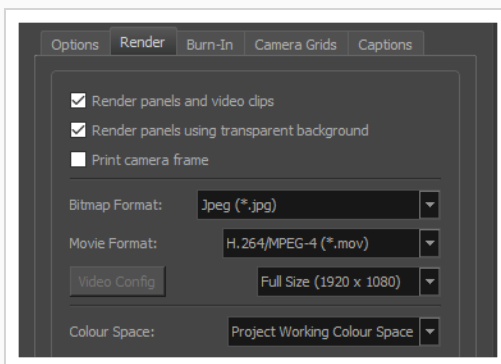 Options Render Burn-In Camera Grids Captions
Render panels and video clips
Render panels using transparent background
Print camera frame
Bitmap Format: Jpeg (*.jpg)
Movie Format: H.264/MPEG-4 (*.mov)
Video Config Full Size (1920 x 1080)
Colour Space: Project Working Colour Space